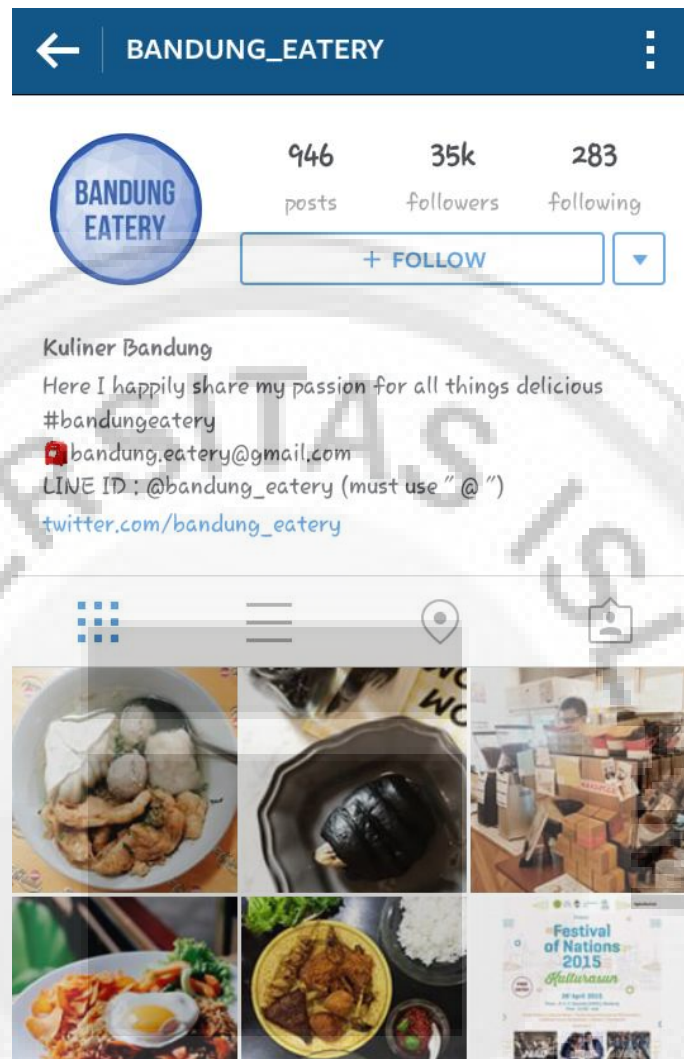 BANDUNG_EATERY
BANDUNG EATERY
946 35k 283
posts followers following
+ FOLLOW
Kuliner Bandung
Here I happily share my passion for all things delicious
#bandungeatery
bandung.eatery@gmail.com
LINE ID : @bandung_eatery (must use " @ ")
twitter.com/bandung_eatery
SITAS IS
Festival
of Nations
2015
Kulturasun